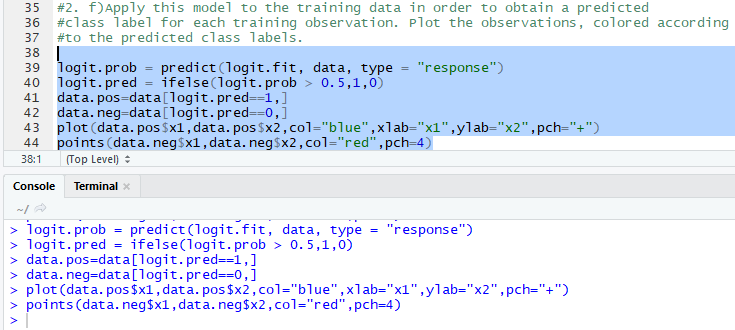 35 #2. f)Apply this model to the training data in order to obtain a predicted
36 #class label for each training observation. Plot the observations, colored according
37 #to the predicted class labels.
38
39 logit.prob = predict(logit.fit, data, type = "response")
40 logit.pred = ifelse(logit.prob > 0.5,1,0)
41 data.pos=data[logit.pred==1,]
42 data.neg=data[logit.pred==0,]
43 plot(data.pos$x1,data.pos$x2,col="blue",xlab="x1",ylab="x2",pch="+")
44 points(data.neg$x1,data.neg$x2,col="red",pch=4)
38:1 (Top Level)
Console Terminal ×
~/
> logit.prob = predict(logit.fit, data, type = "response")
> logit.pred = ifelse(logit.prob > 0.5,1,0)
> data.pos=data[logit.pred==1,]
> data.neg=data[logit.pred==0,]
> plot(data.pos$x1,data.pos$x2,col="blue",xlab="x1",ylab="x2",pch="+")
> points(data.neg$x1,data.neg$x2,col="red",pch=4)
>